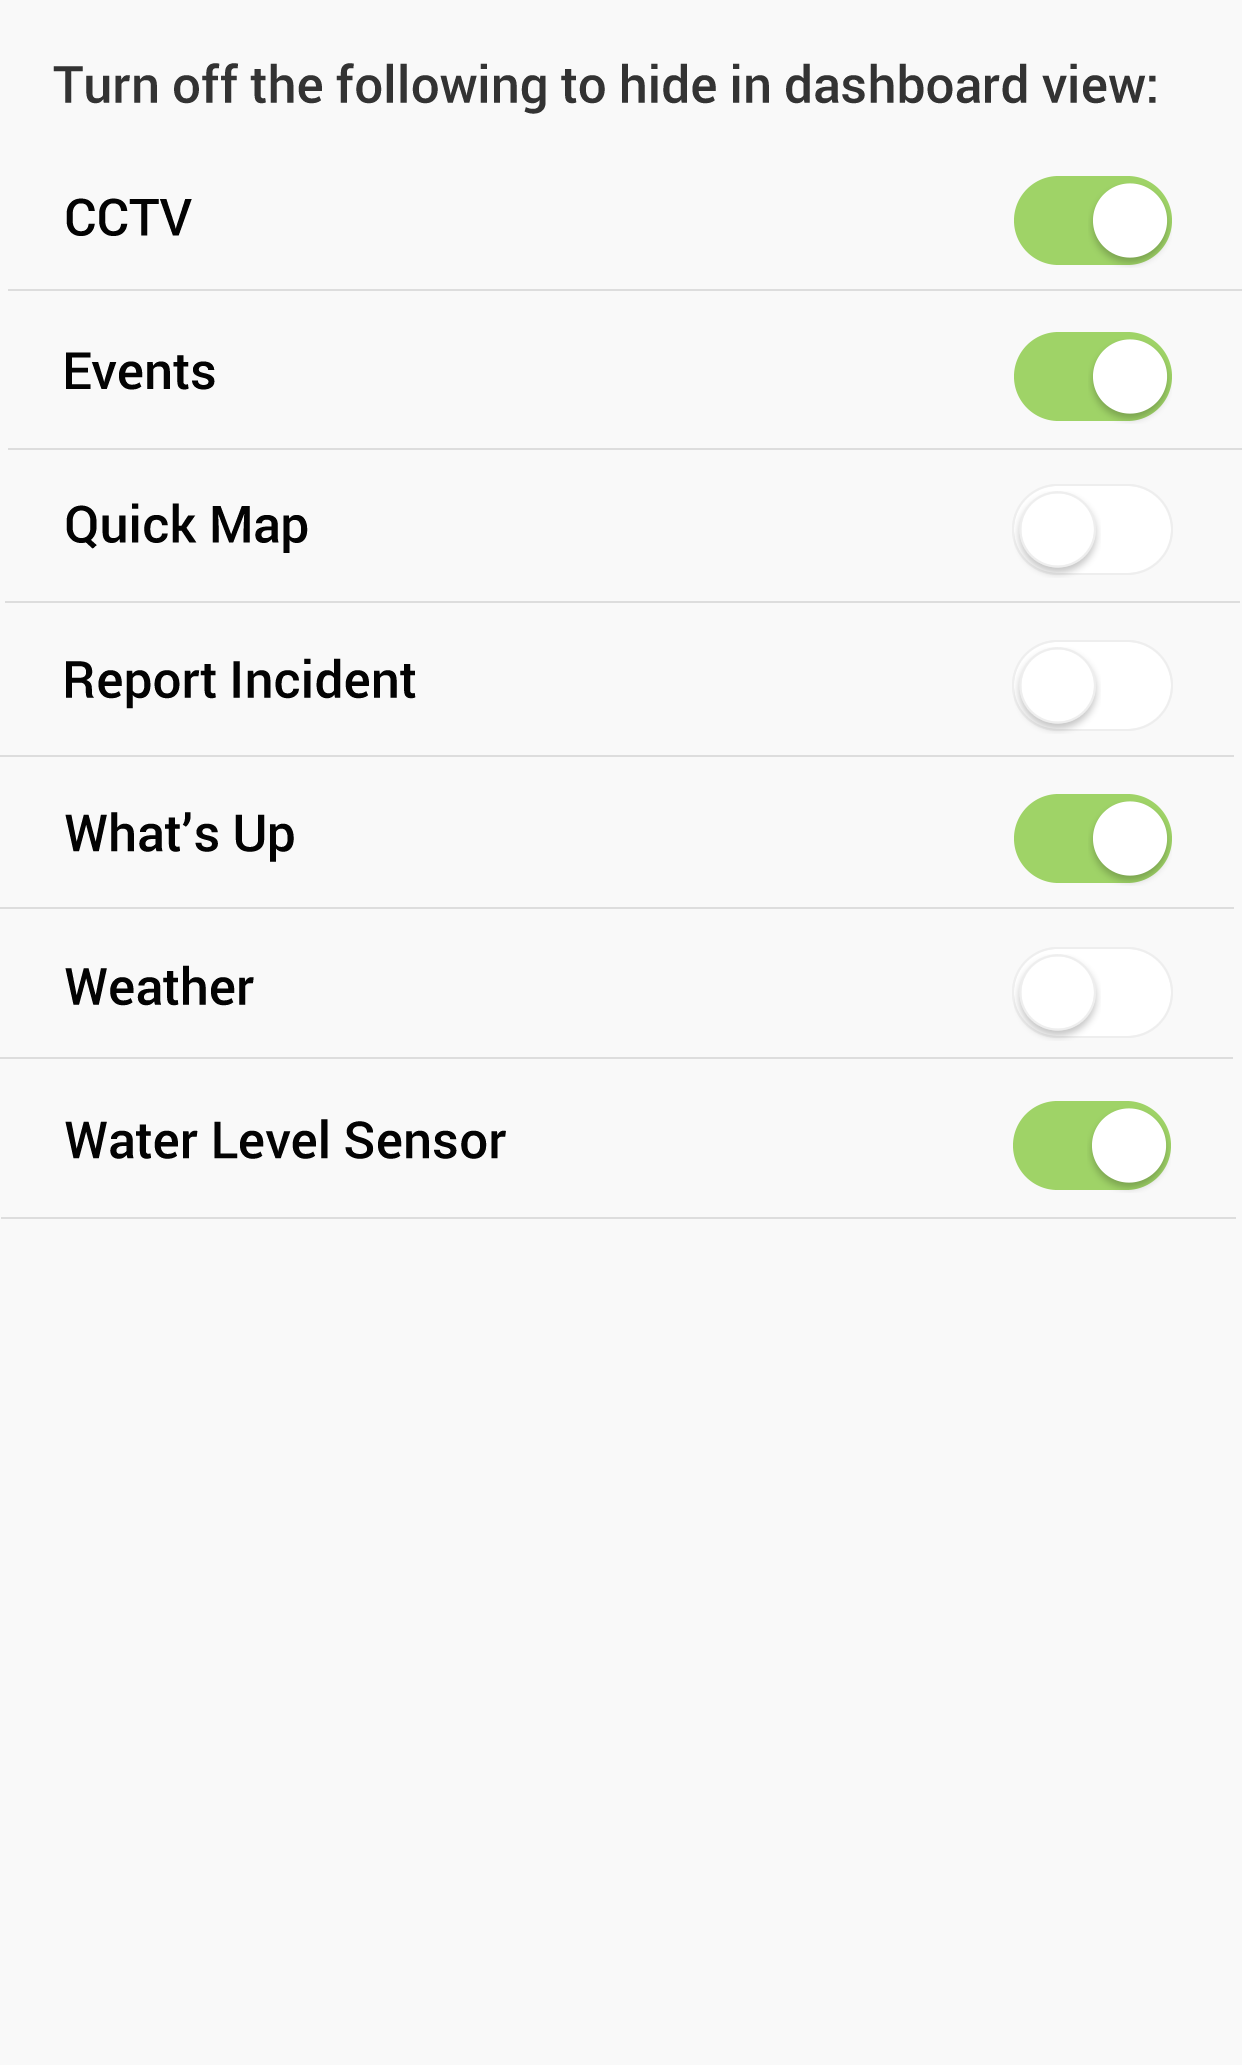 Turn off the following to hide in dashboard view:
CCTV
Events
Quick Map
Report Incident
What’s Up
Weather
Water Level Sensor